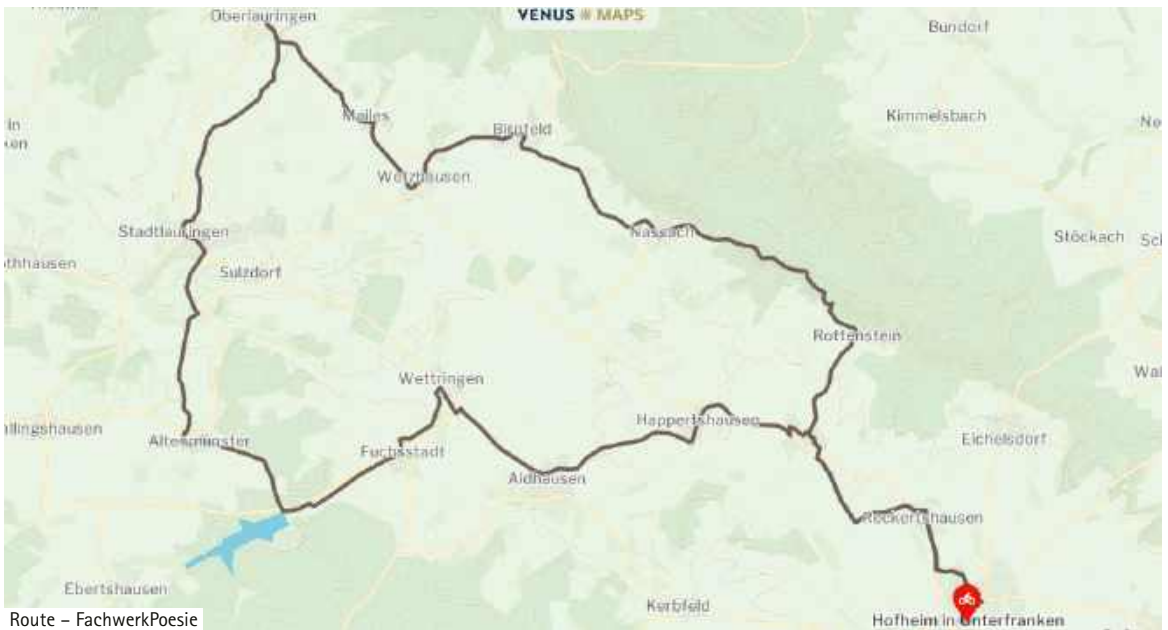 Oberlauringen
VENUS MAPS
Bundorf
Kimmelsbach
Mailes
Birnfeld
Wetzhausen
Stadtlauringen
Nassach
Stöckach
Sulzdorf
Rottenstein
Wettringen
Happertshausen
Altenmünster
Fuchsstadt
Eichelsdorf
Aidhausen
Reckertshausen
Ebertshausen
Kerbfeld
Hofheim in Unterfranken
Route – FachwerkPoesie